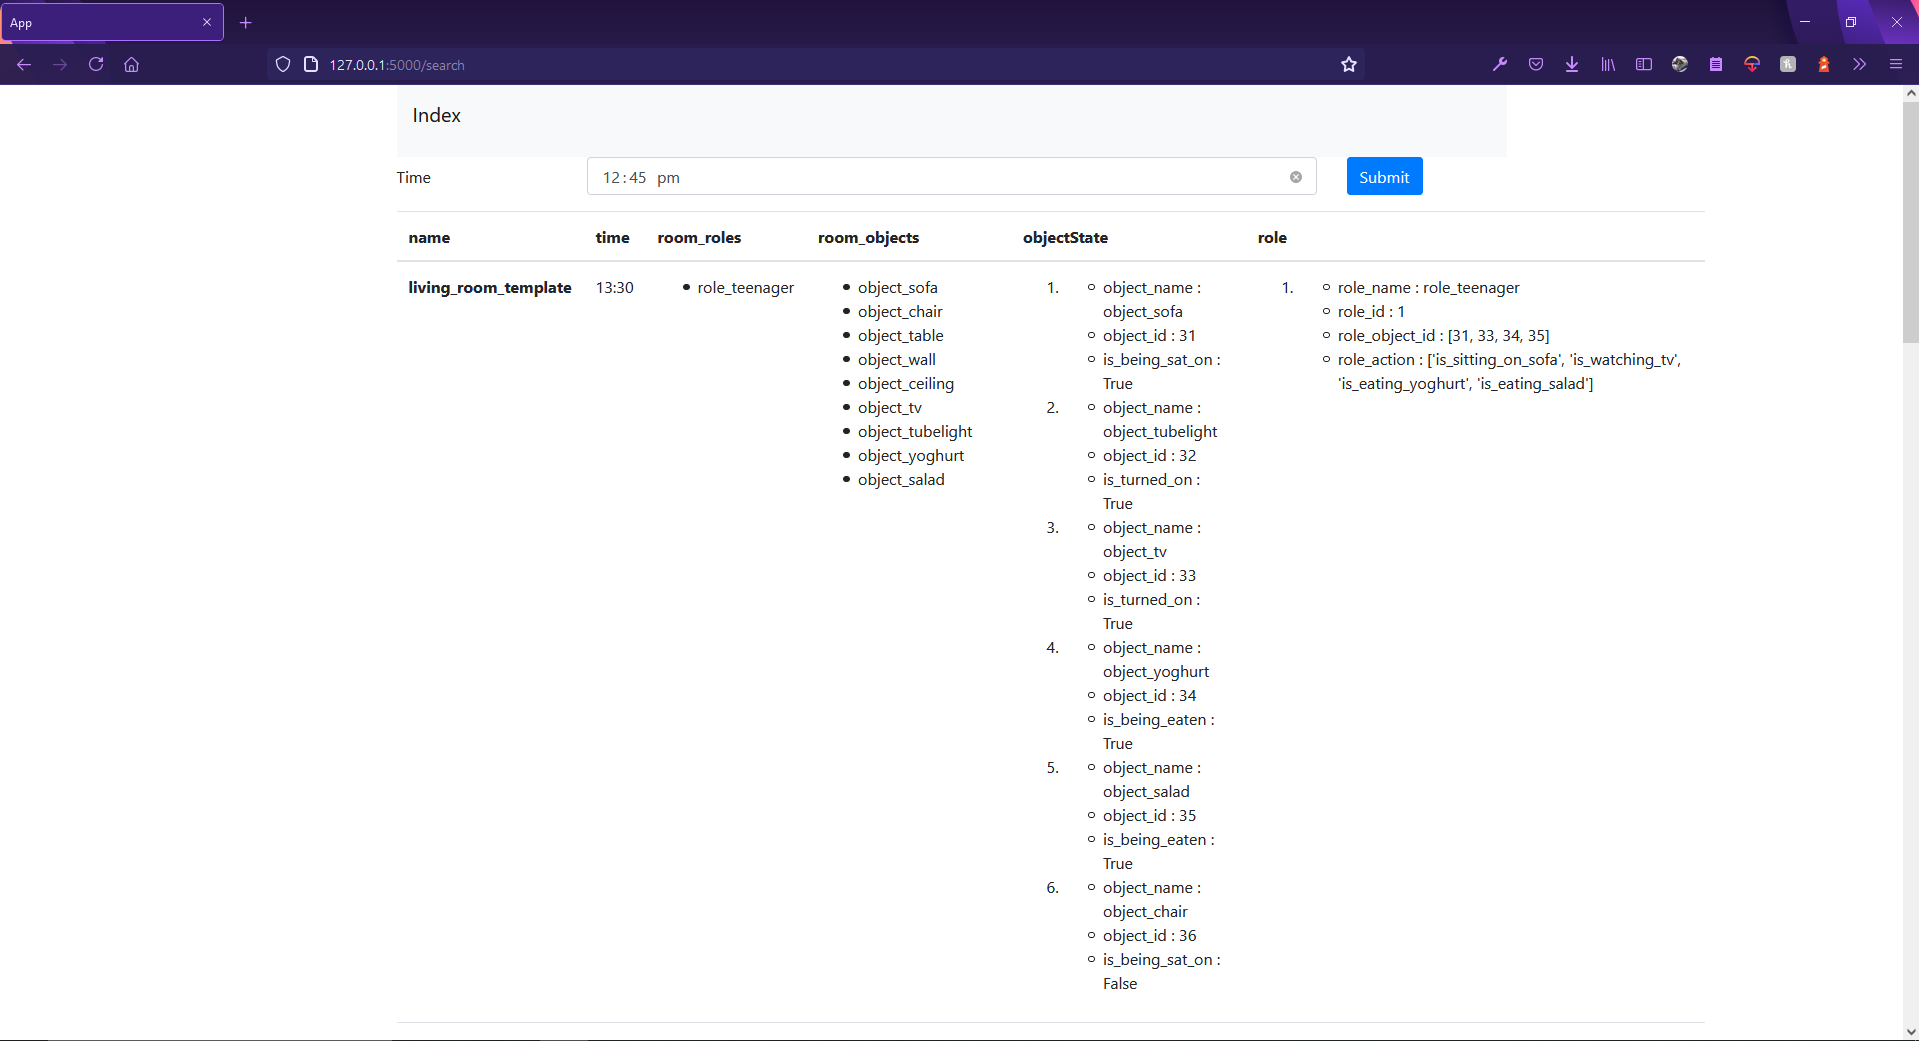 App
127.0.0.1:5000/search
Index
Time
12:45 pm
Submit
name time room_roles room_objects objectState role
living_room_template
13:30
role_teenager
object_sofa
object_chair
object_table
object_wall
object_ceiling
object_tv
object_tubelight
object_yoghurt
object_salad
1.
object_name :
object_sofa
object_id : 31
is_being_sat_on :
True
2.
object_name :
object_tubelight
object_id : 32
is_turned_on :
True
3.
object_name :
object_tv
object_id : 33
is_turned_on :
True
4.
object_name :
object_yoghurt
object_id : 34
is_being_eaten :
True
5.
object_name :
object_salad
object_id : 35
is_being_eaten :
True
6.
object_name :
object_chair
object_id : 36
is_being_sat_on :
False
1.
role_name : role_teenager
role_id : 1
role_object_id : [31, 33, 34, 35]
role_action : ['is_sitting_on_sofa', 'is_watching_tv',
'is_eating_yoghurt', 'is_eating_salad']